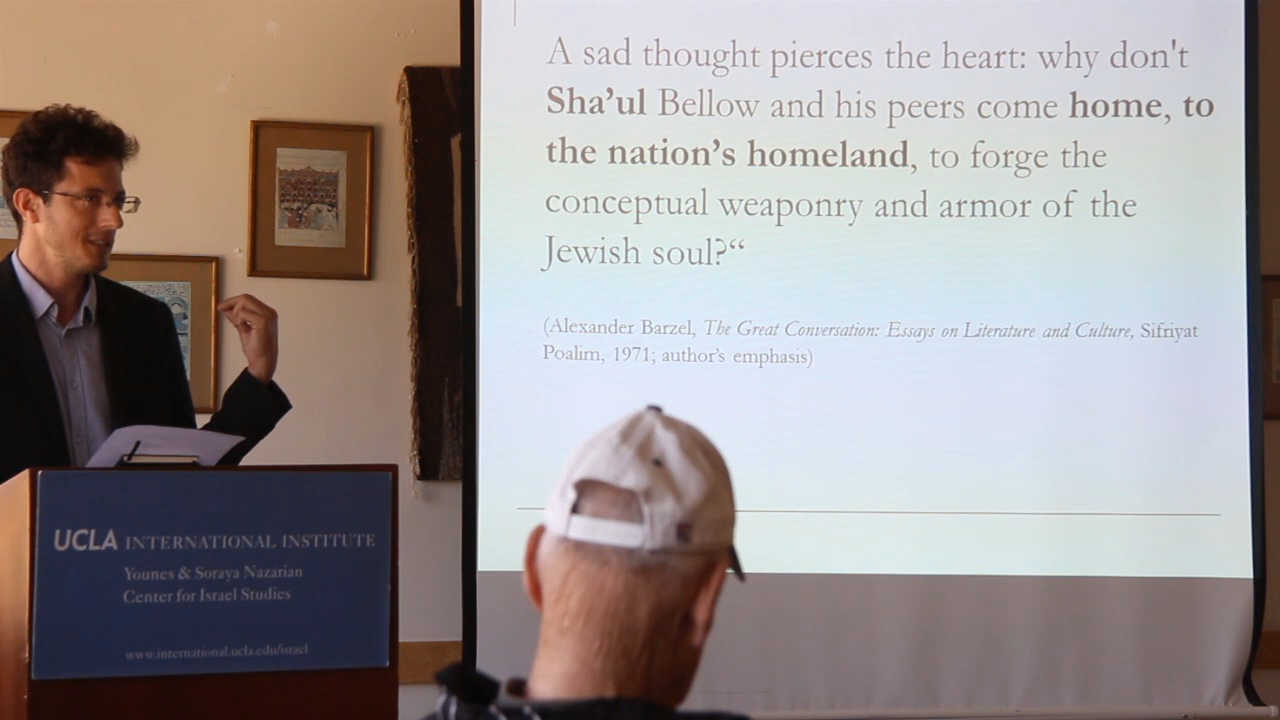 A sad thought pierces the heart: why don't
Sha’ul Bellow and his peers come home, to
the nation’s homeland, to forge the
conceptual weaponry and armor of the
Jewish soul?“
(Alexander Barzel, The Great Conversation: Essays on Literature and Culture, Sifriyat
Poalim, 1971; author’s emphasis)
UCLA INTERNATIONAL INSTITUTE
Younes & Soraya Nazarian
Center for Israel Studies
www.international.ucla.edu/israel